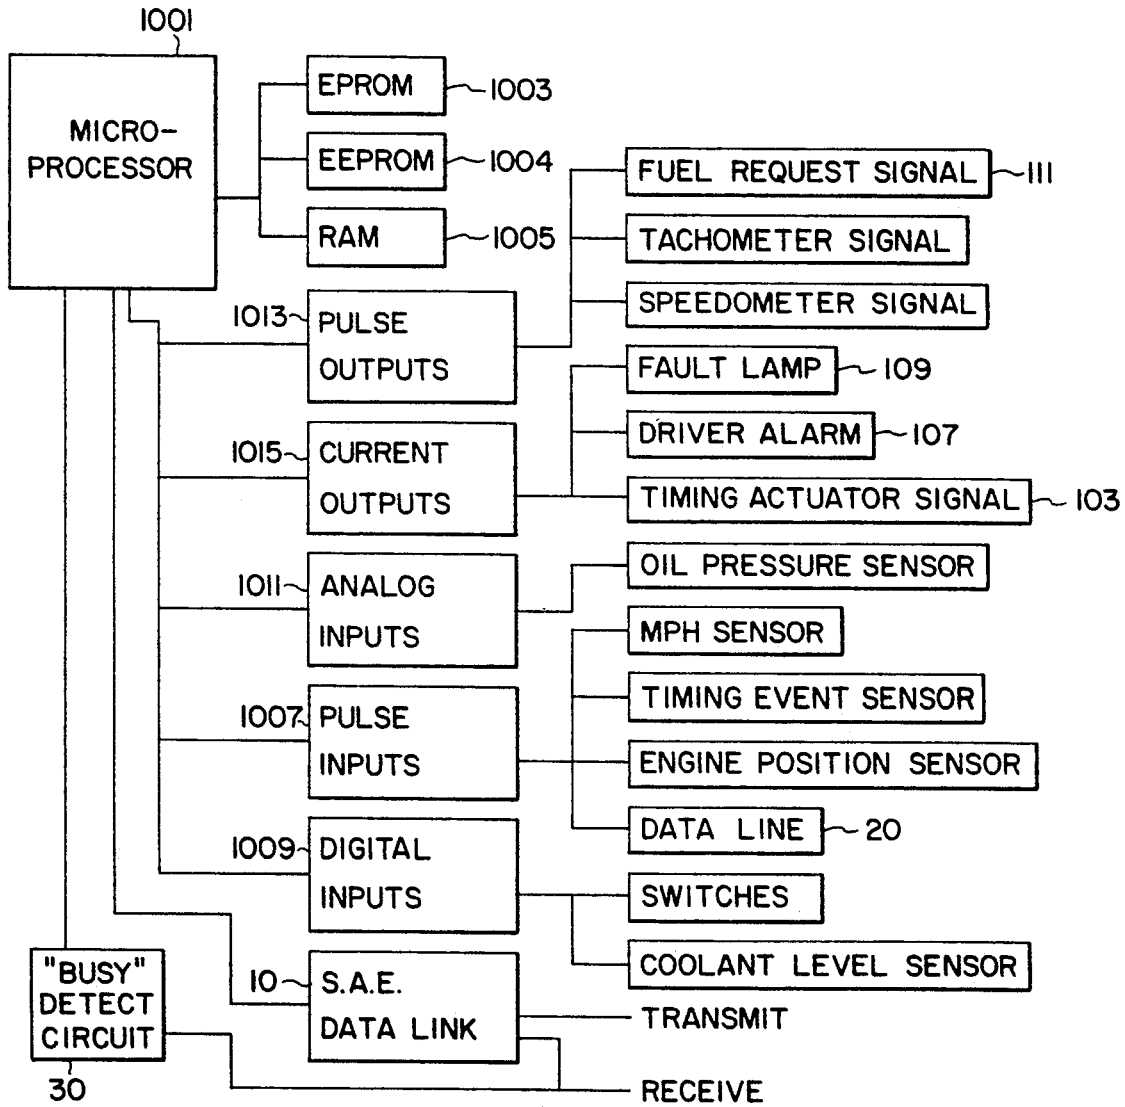 1001
MICRO-
PROCESSOR
EPROM
1003
EEPROM
1004
RAM
1005
FUEL REQUEST SIGNAL
111
TACHOMETER SIGNAL
SPEEDOMETER SIGNAL
1013
PULSE
OUTPUTS
FAULT LAMP
109
DRIVER ALARM
107
TIMING ACTUATOR SIGNAL
103
1015
CURRENT
OUTPUTS
1011
ANALOG
INPUTS
OIL PRESSURE SENSOR
MPH SENSOR
TIMING EVENT SENSOR
ENGINE POSITION SENSOR
DATA LINE
20
1007
PULSE
INPUTS
1009
DIGITAL
INPUTS
SWITCHES
COOLANT LEVEL SENSOR
"BUSY"
DETECT
CIRCUIT
30
10
S.A.E.
DATA LINK
TRANSMIT
RECEIVE